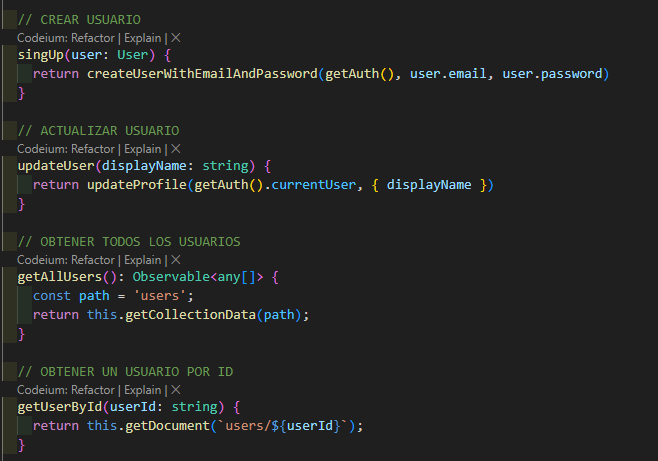 // CREAR USUARIO
Codeium: Refactor | Explain | ✕
singUp(user: User) {
return createUserWithEmailAndPassword(getAuth(), user.email, user.password)
}
// ACTUALIZAR USUARIO
Codeium: Refactor | Explain | ✕
updateUser(displayName: string) {
return updateProfile(getAuth().currentUser, { displayName })
}
// OBTENER TODOS LOS USUARIOS
Codeium: Refactor | Explain | ✕
getAllUsers(): Observable<any[]> {
const path = 'users';
return this.getCollectionData(path);
}
// OBTENER UN USUARIO POR ID
Codeium: Refactor | Explain | ✕
getUserById(userId: string) {
return this.getDocument(`users/${userId}`);
}